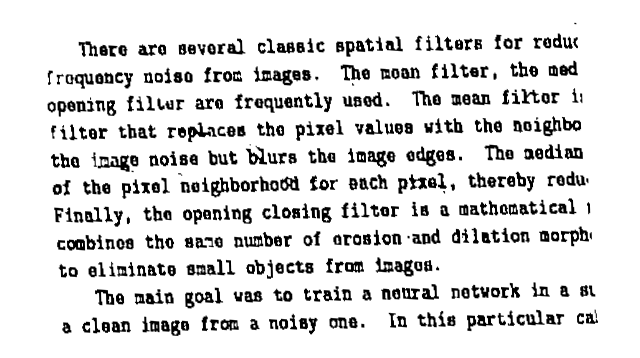 There are several classic spatial filters for reduc
frequency noise from images. The mean filter, the med
opening filter are frequently used. The mean filter i
filter that replaces the pixel values with the neighbo
the image noise but blurs the image edges. The median
of the pixel neighborhood for each pixel, thereby redu
Finally, the opening closing filter is a mathematical
combines the same number of erosion and dilation morph
to eliminate small objects from images.
The main goal was to train a neural network in a su
a clean image from a noisy one. In this particular ca